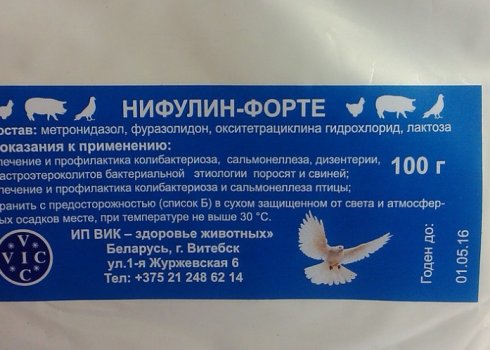 НИФУЛИН-ФОРТЕ
остав: метронидазол, фуразолидон, окситетрациклина гидрохлорид, лактоза
оказания к применению:
лечение и профилактика колибактериоза, сальмонеллеза, дизентерии,
гастроэтероколитов бактериальной этиологии поросят и свиней;
лечение и профилактика колибактериоза и сальмонеллеза птицы;
100 г
хранить с предосторожностью (список Б) в сухом защищенном от света и атмосфер-
ных осадков месте, при температуре не выше 30 °С.
ИП ВИК – здоровье животных»
Беларусь, г. Витебск
ул.1-я Журжевская 6
Тел: +375 21 248 62 14
V
VIC
C
Годен до:
01.05.16